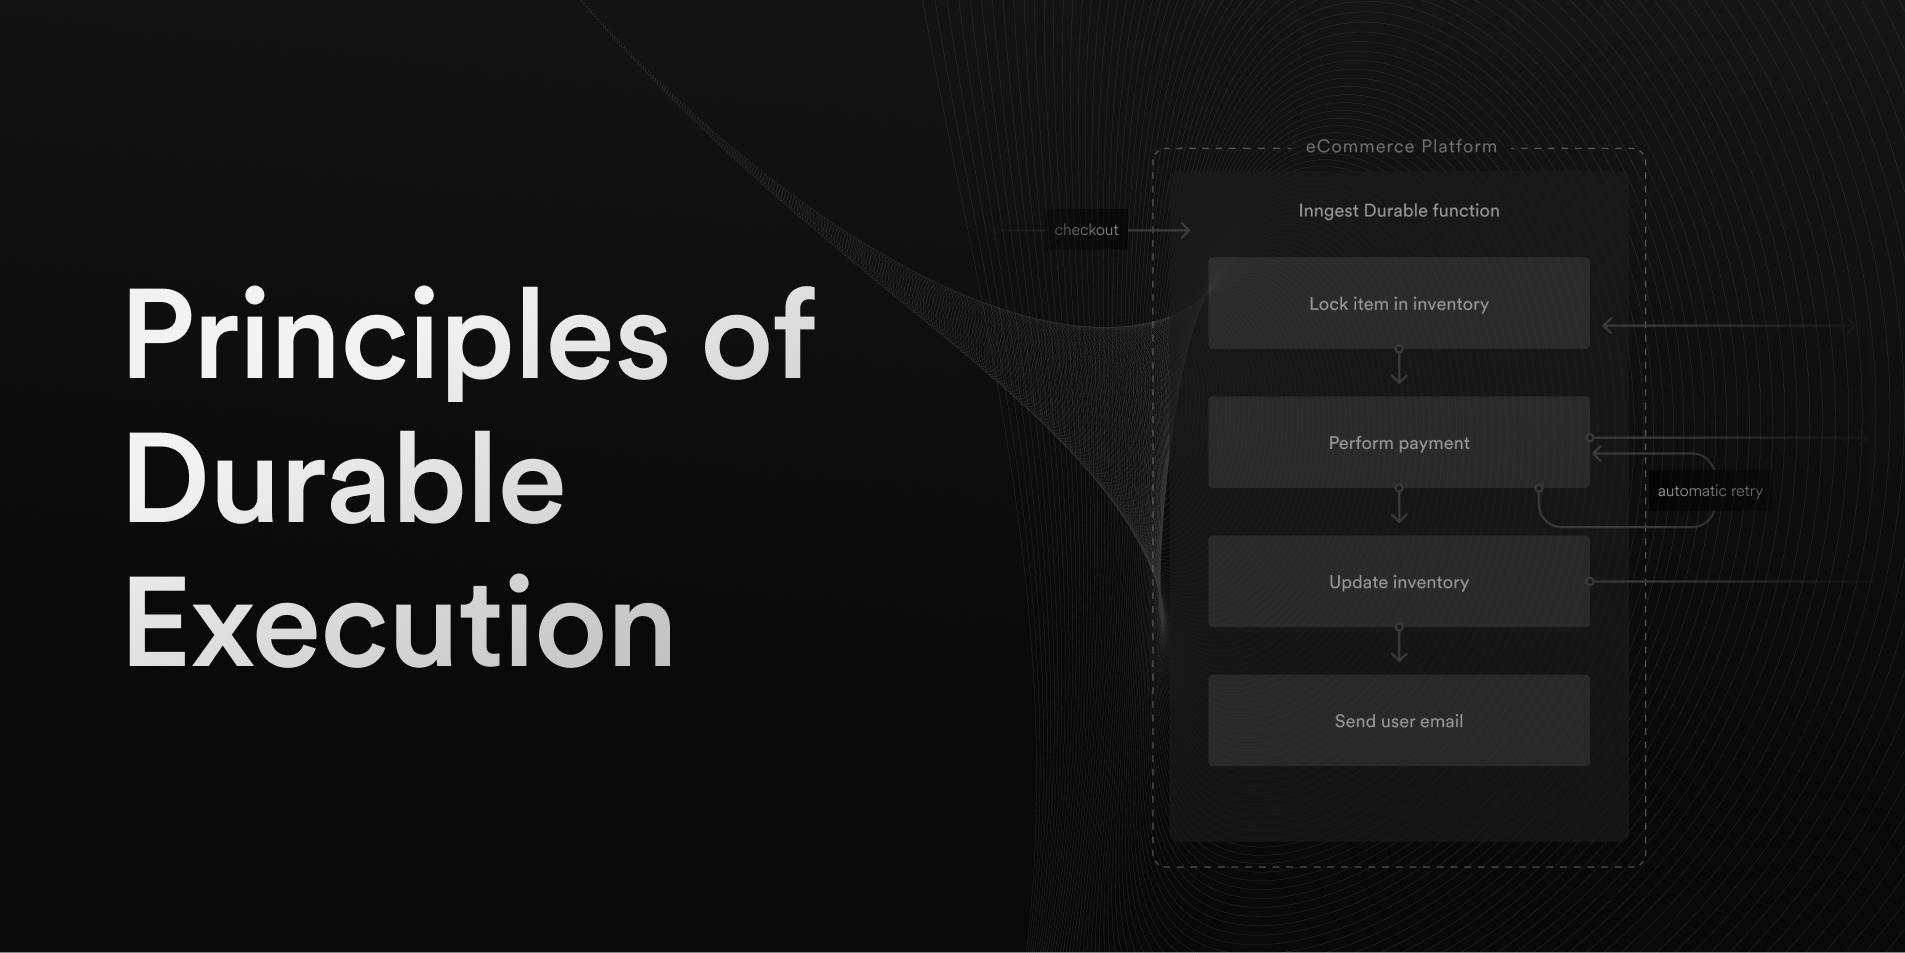 Principles of
Durable
Execution
eCommerce Platform
Inngest Durable function
checkout
Lock item in inventory
Perform payment
automatic retry
Update inventory
Send user email